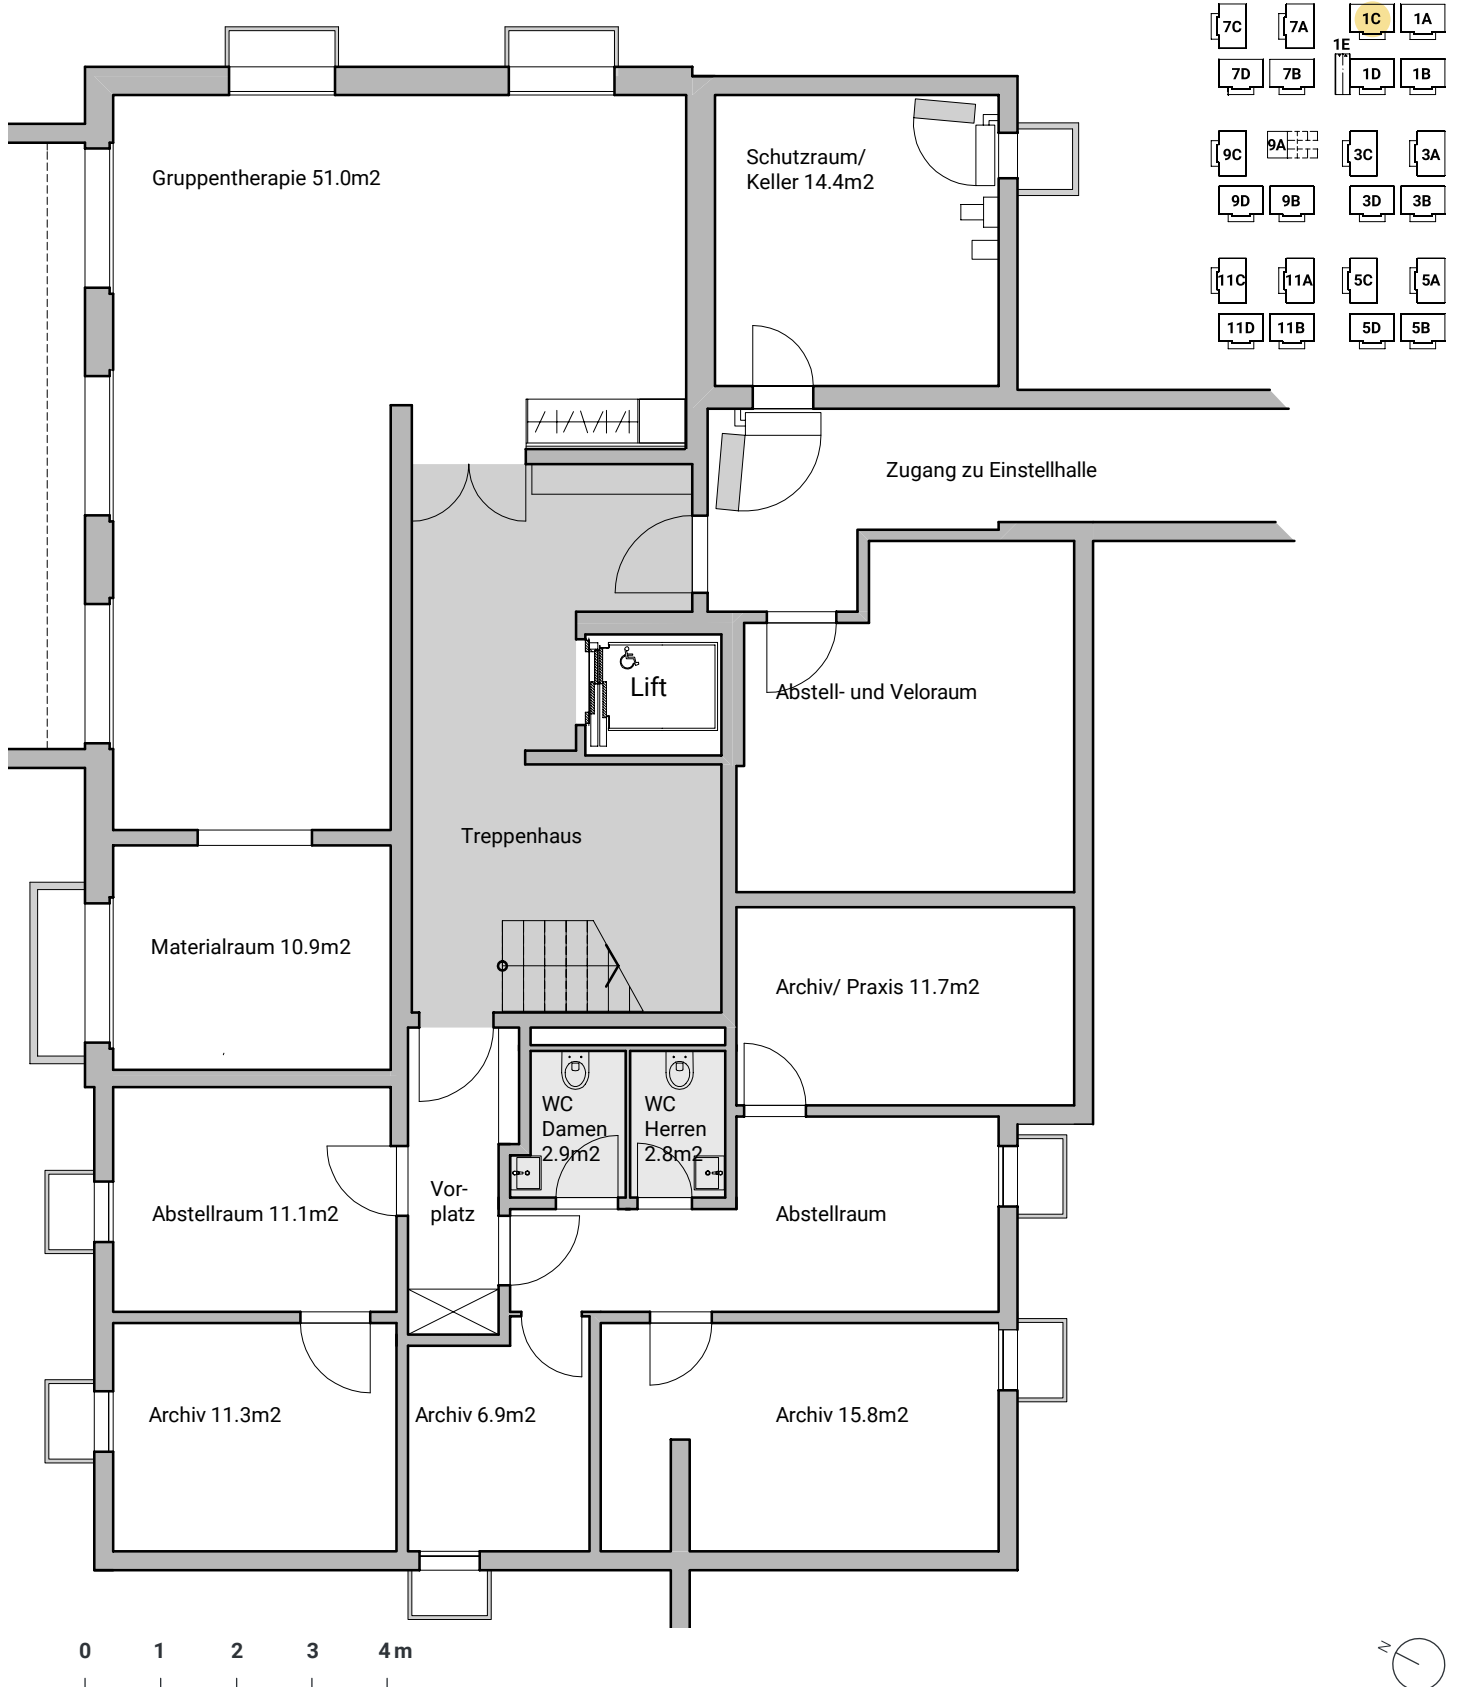 7C 7A 1C 1A
1E
7D 7B 1D 1B
9C 9A 3C 3A
9D 9B 3D 3B
11C 11A 5C 5A
11D 11B 5D 5B
Gruppentherapie 51.0m2
Schutzraum/
Keller 14.4m2
Zugang zu Einstellhalle
Lift
Abstell- und Veloraum
Treppenhaus
Materialraum 10.9m2
Archiv/ Praxis 11.7m2
WC
Damen
2.9m2
WC
Herren
2.8m2
Abstellraum 11.1m2
Vor-
platz
Abstellraum
Archiv 11.3m2
Archiv 6.9m2
Archiv 15.8m2
0 1 2 3 4 m
N